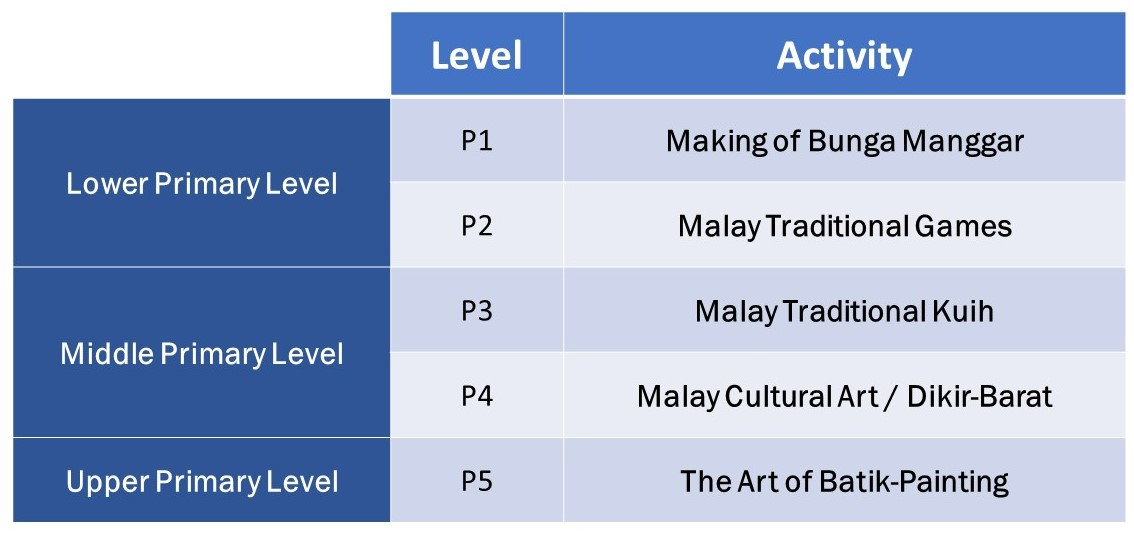 Level Activity
Lower Primary Level
P1 Making of Bunga Manggar
P2 Malay Traditional Games
Middle Primary Level
P3 Malay Traditional Kuih
P4 Malay Cultural Art / Dikir-Barat
Upper Primary Level
P5 The Art of Batik-Painting